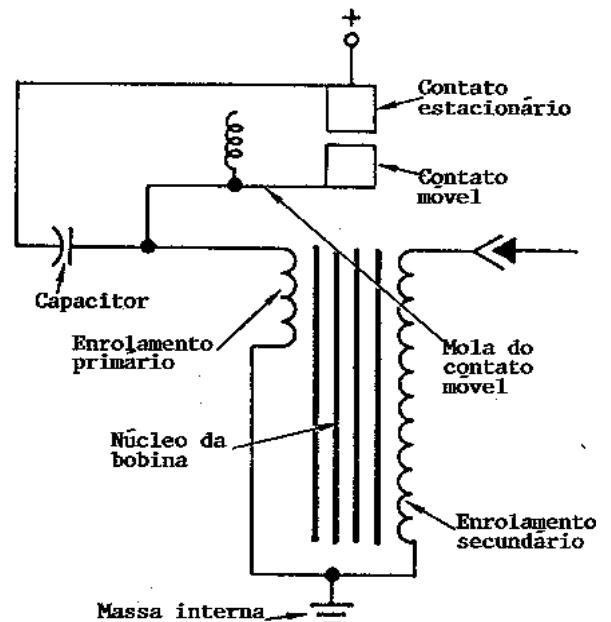 +
Contato
estacionário
Contato
móvel
Capacitor
Enrolamento
primário
Mola do
contato
móvel
Núcleo da
bobina
Enrolamento
secundário
Massa interna